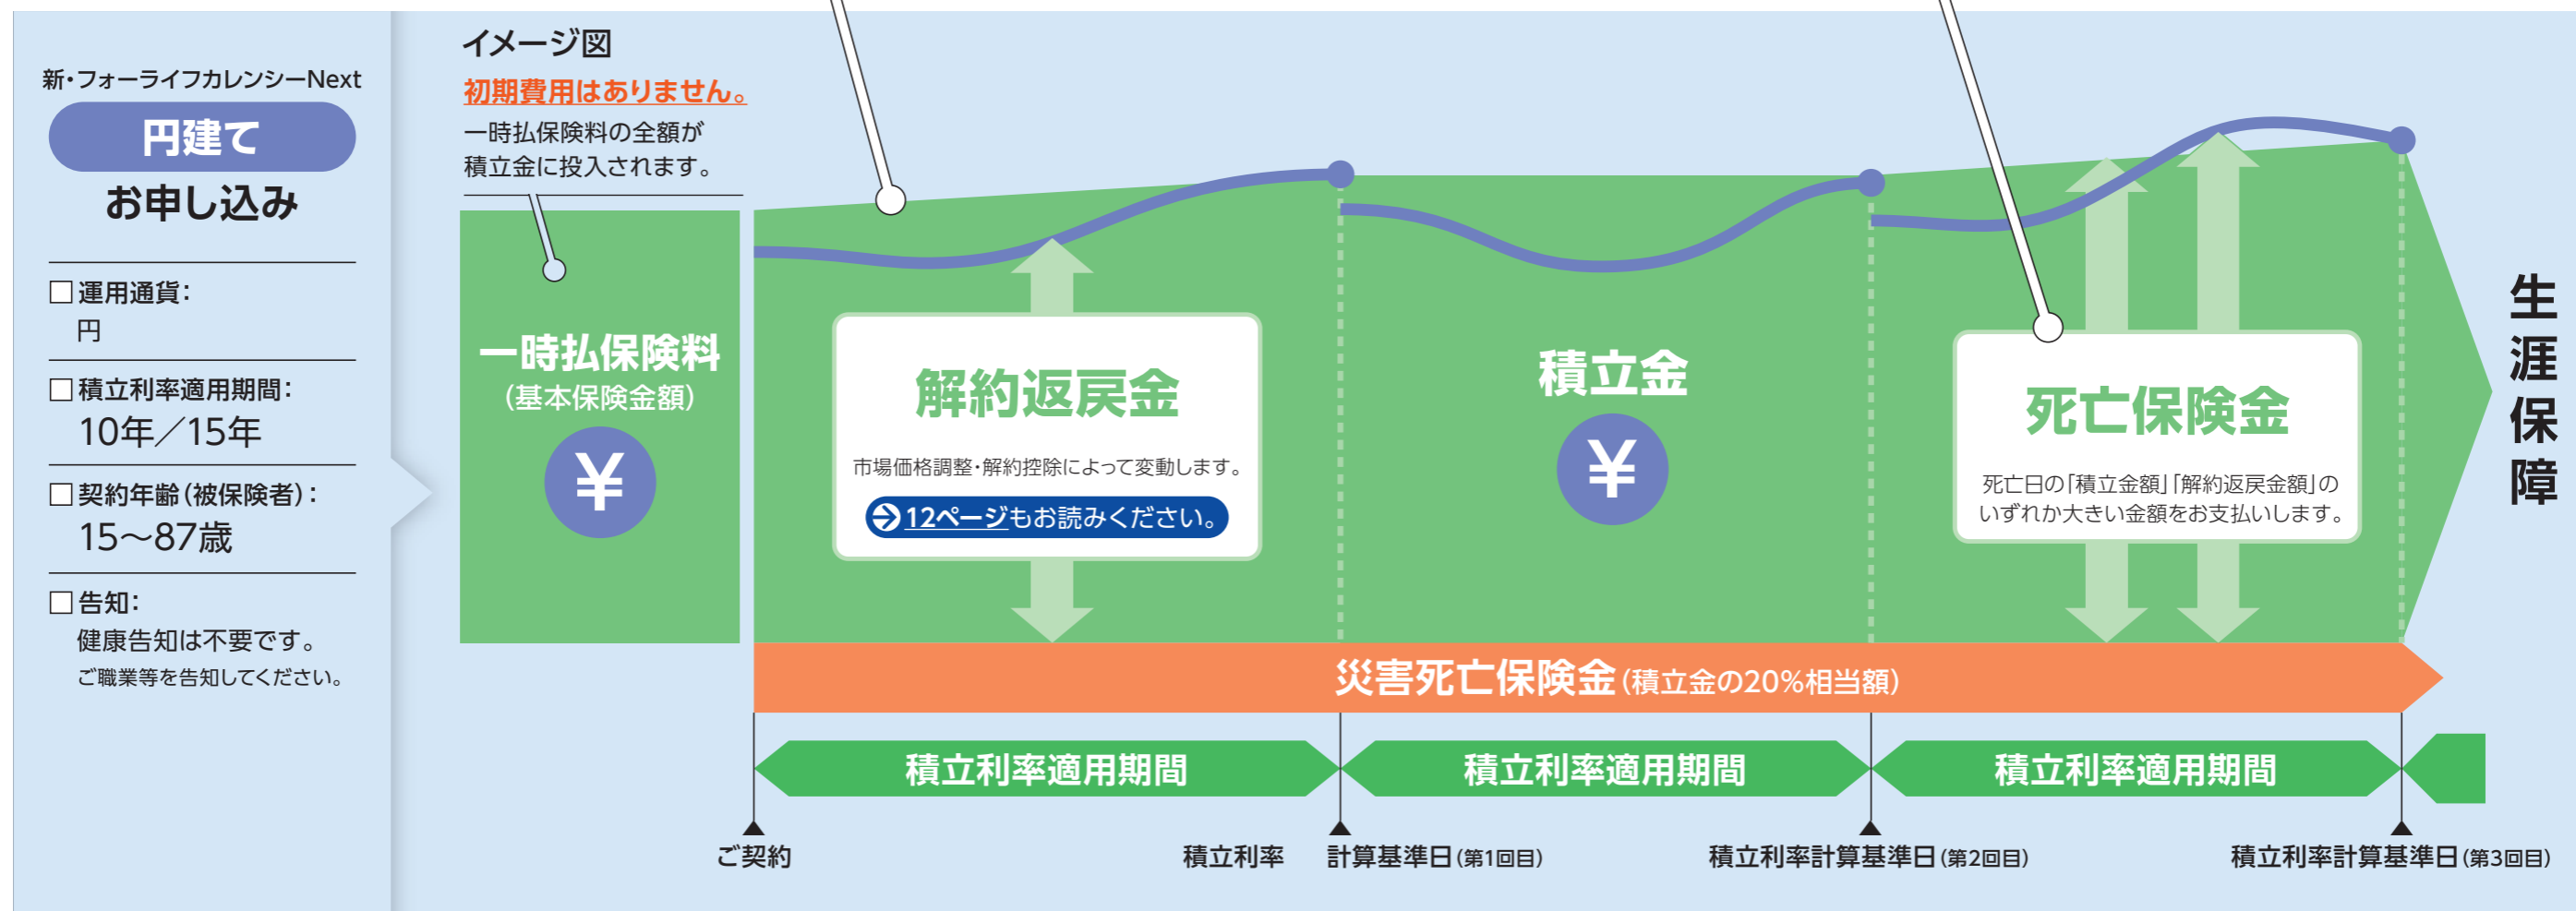 新・フォーライフカレンシーNext
円建て
お申し込み
運用通貨：
円
積立利率適用期間：
10年／15年
契約年齢（被保険者）：
15～87歳
告知：
健康告知は不要です。
ご職業等を告知してください。
イメージ図
初期費用はありません。
一時払保険料の全額が
積立金に投入されます。
一時払保険料
（基本保険金額）
¥
解約返戻金
市場価格調整・解約控除によって変動します。
12ページもお読みください。
積立金
¥
死亡保険金
死亡日の「積立金額」「解約返戻金額」の
いずれか大きい金額をお支払いします。
生涯保障
災害死亡保険金（積立金の20%相当額）
積立利率適用期間
積立利率適用期間
積立利率適用期間
ご契約
積立利率 計算基準日（第1回目）
積立利率計算基準日（第2回目）
積立利率計算基準日（第3回目）